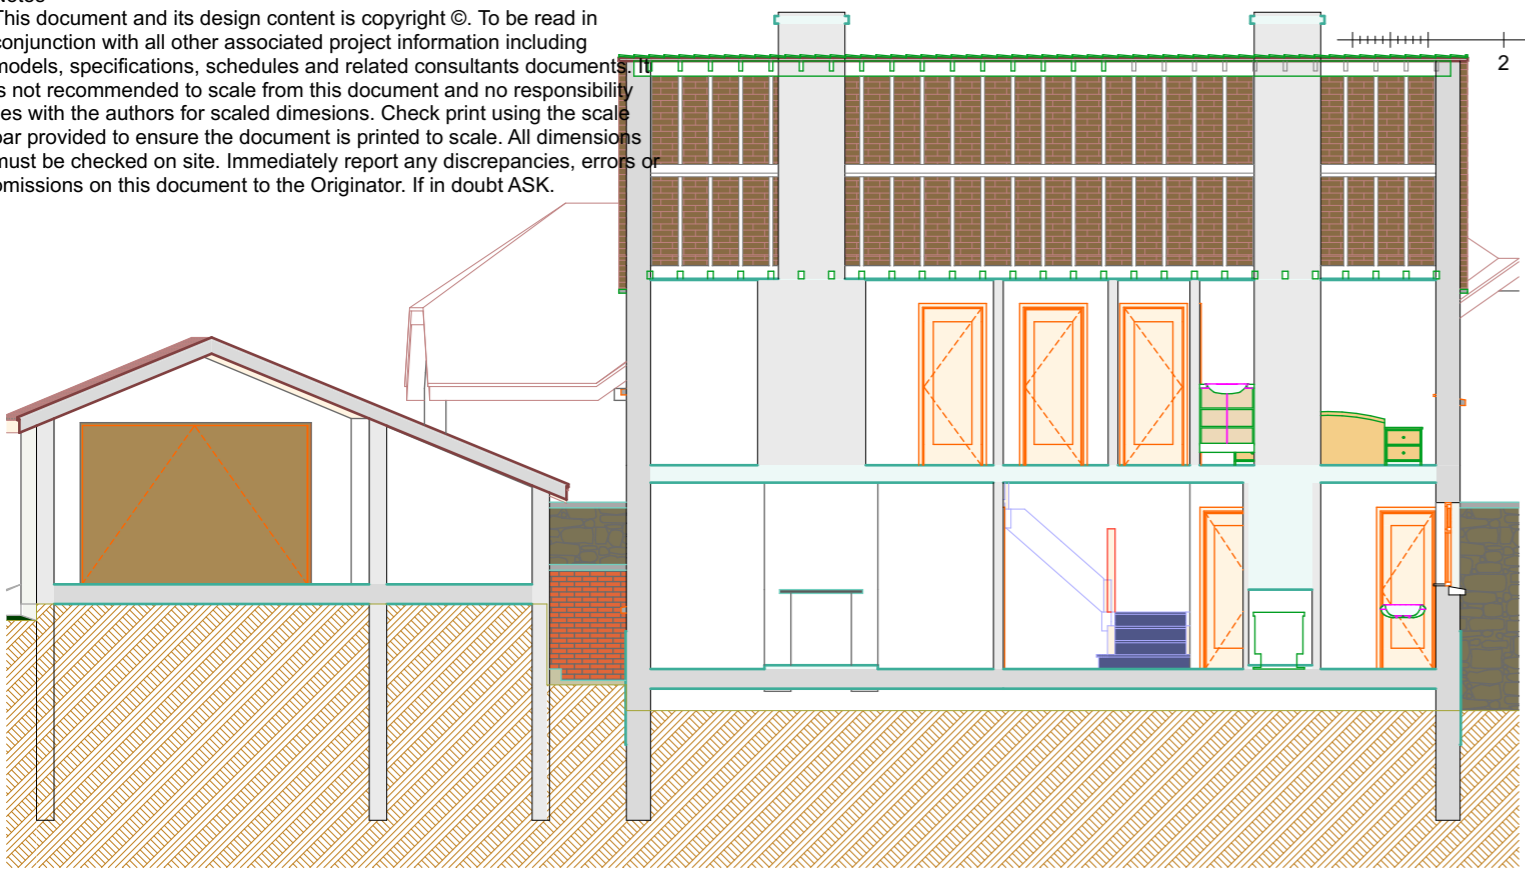 This document and its design content is copyright ©. To be read in
conjunction with all other associated project information including
models, specifications, schedules and related consultants documents. It
is not recommended to scale from this document and no responsibility
lies with the authors for scaled dimesions. Check print using the scale
bar provided to ensure the document is printed to scale. All dimensions
must be checked on site. Immediately report any discrepancies, errors or
omissions on this document to the Originator. If in doubt ASK.
2